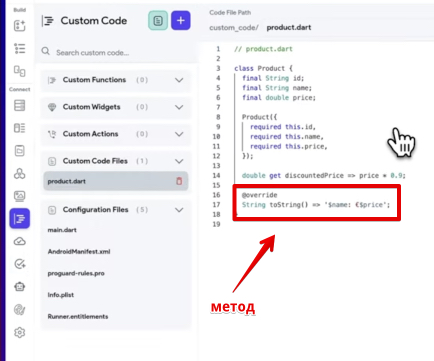 Build
Connect
Custom Code
Search custom code...
Custom Functions (0)
Custom Widgets (0)
Custom Actions (0)
Custom Code Files (1)
product.dart
Configuration Files (5)
main.dart
AndroidManifest.xml
proguard-rules.pro
Info.plist
Runner.entitlements
Code File Path
custom_code/ product.dart
1 // product.dart
2
3 class Product {
4 final String id;
5 final String name;
6 final double price;
7
8 Product({
9 required this.id,
10 required this.name,
11 required this.price,
12 });
13
14 double get discountedPrice => price * 0.9;
15
16 @override
17 String toString() => '$name: €$price';
18
19
метод